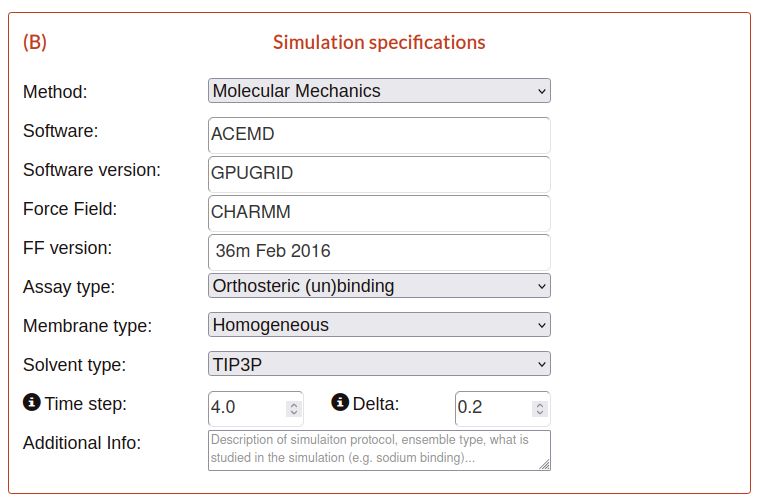 (B) Simulation specifications
Method: Molecular Mechanics
Software: ACEMD
Software version: GPUGRID
Force Field: CHARMM
FF version: 36m Feb 2016
Assay type: Orthosteric (un)binding
Membrane type: Homogeneous
Solvent type: TIP3P
i Time step: 4.0 i Delta: 0.2
Additional Info: Description of simulaiton protocol, ensemble type, what is
studied in the simulation (e.g. sodium binding)...